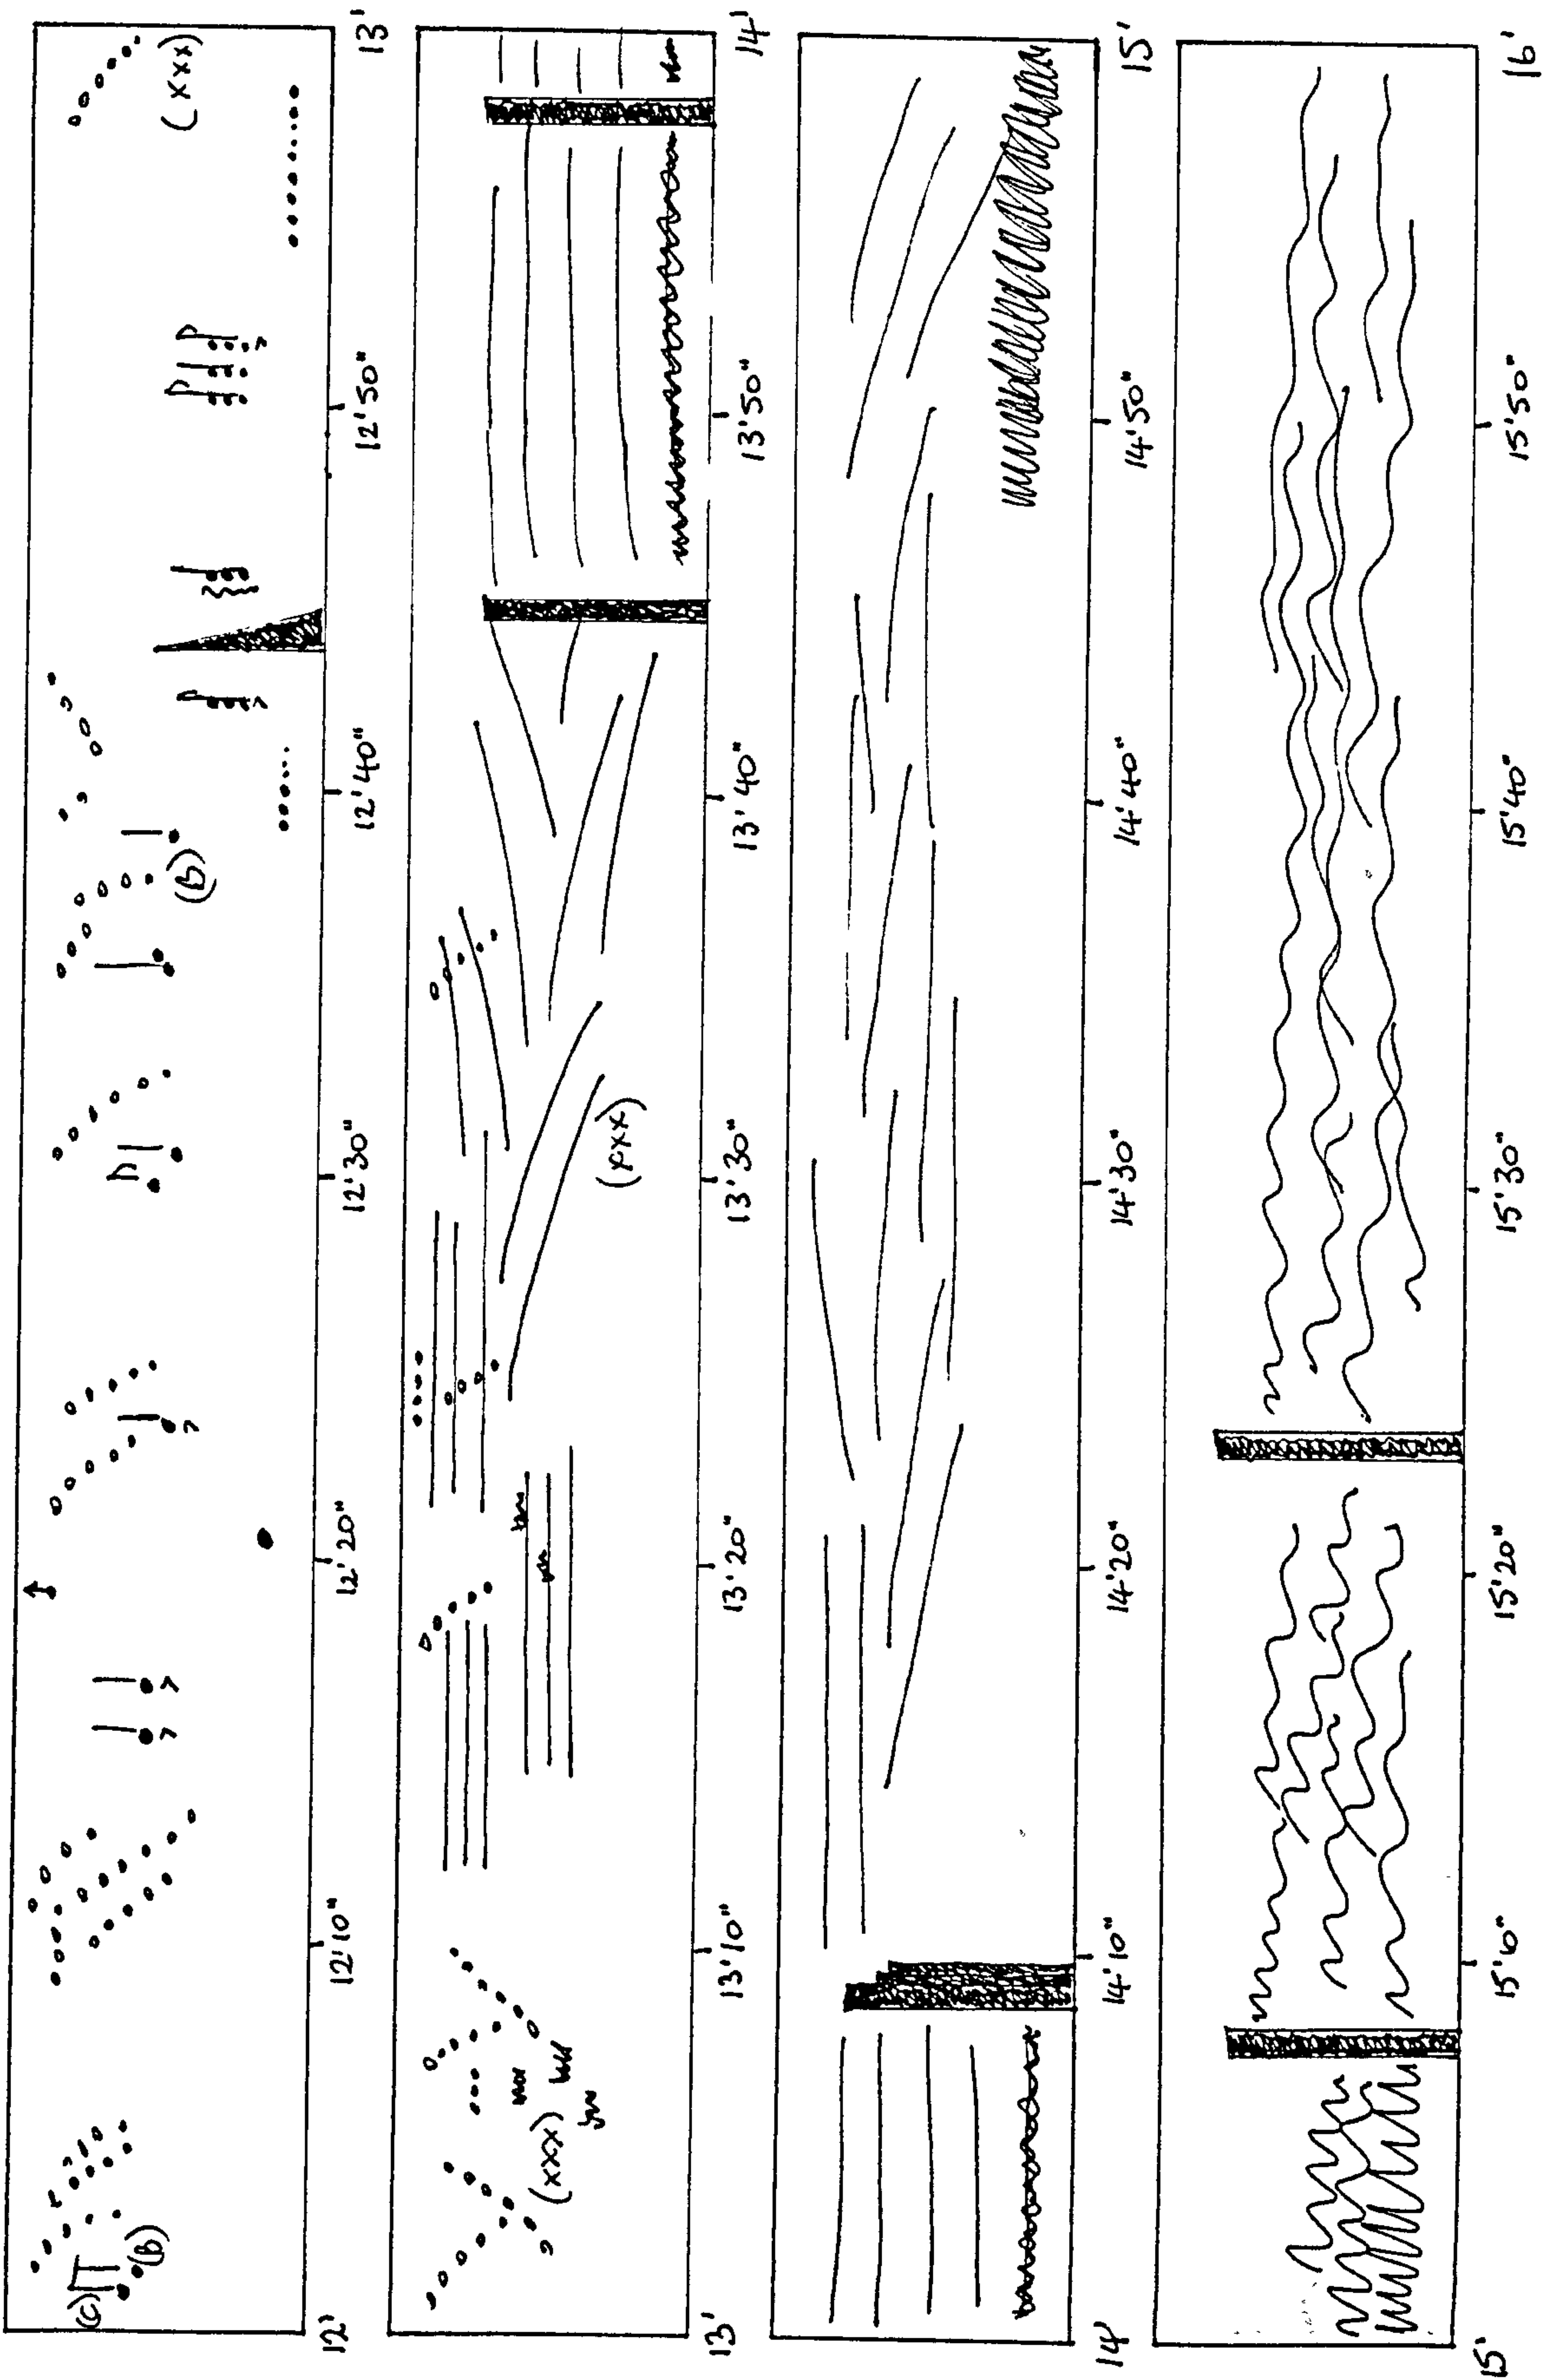 (c) (b) (b) (xxx)
12' 12'10" 12'20" 12'30" 12'40" 12'50" 13'
(xxx) (xxx)
13' 13'10" 13'20" 13'30" 13'40" 13'50" 14'
14' 14'10" 14'20" 14'30" 14'40" 14'50" 15'
15' 15'10" 15'20" 15'30" 15'40" 15'50" 16'